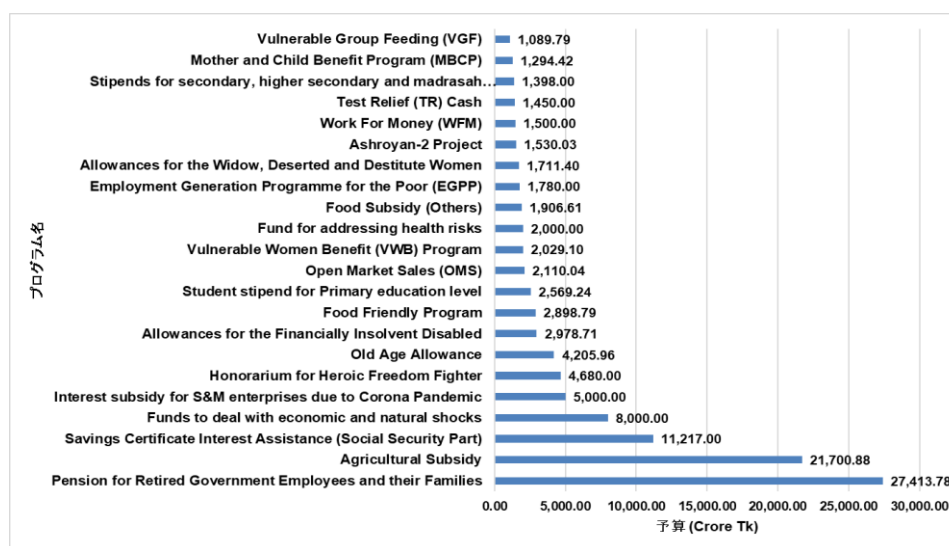 Vulnerable Group Feeding (VGF) 1,089.79
Mother and Child Benefit Program (MBCP) 1,294.42
Stipends for secondary, higher secondary and madrasah... 1,398.00
Test Relief (TR) Cash 1,450.00
Work For Money (WFM) 1,500.00
Ashroyan-2 Project 1,530.03
Allowances for the Widow, Deserted and Destitute Women 1,711.40
Employment Generation Programme for the Poor (EGPP) 1,780.00
Food Subsidy (Others) 1,906.61
Fund for addressing health risks 2,000.00
Vulnerable Women Benefit (VWB) Program 2,029.10
Open Market Sales (OMS) 2,110.04
Student stipend for Primary education level 2,569.24
Food Friendly Program 2,898.79
Allowances for the Financially Insolvent Disabled 2,978.71
Old Age Allowance 4,205.96
Honorarium for Heroic Freedom Fighter 4,680.00
Interest subsidy for S&M enterprises due to Corona Pandemic 5,000.00
Funds to deal with economic and natural shocks 8,000.00
Savings Certificate Interest Assistance (Social Security Part) 11,217.00
Agricultural Subsidy 21,700.88
Pension for Retired Government Employees and their Families 27,413.78
プログラム名
0.00 5,000.00 10,000.00 15,000.00 20,000.00 25,000.00 30,000.00
予算 (Crore Tk)